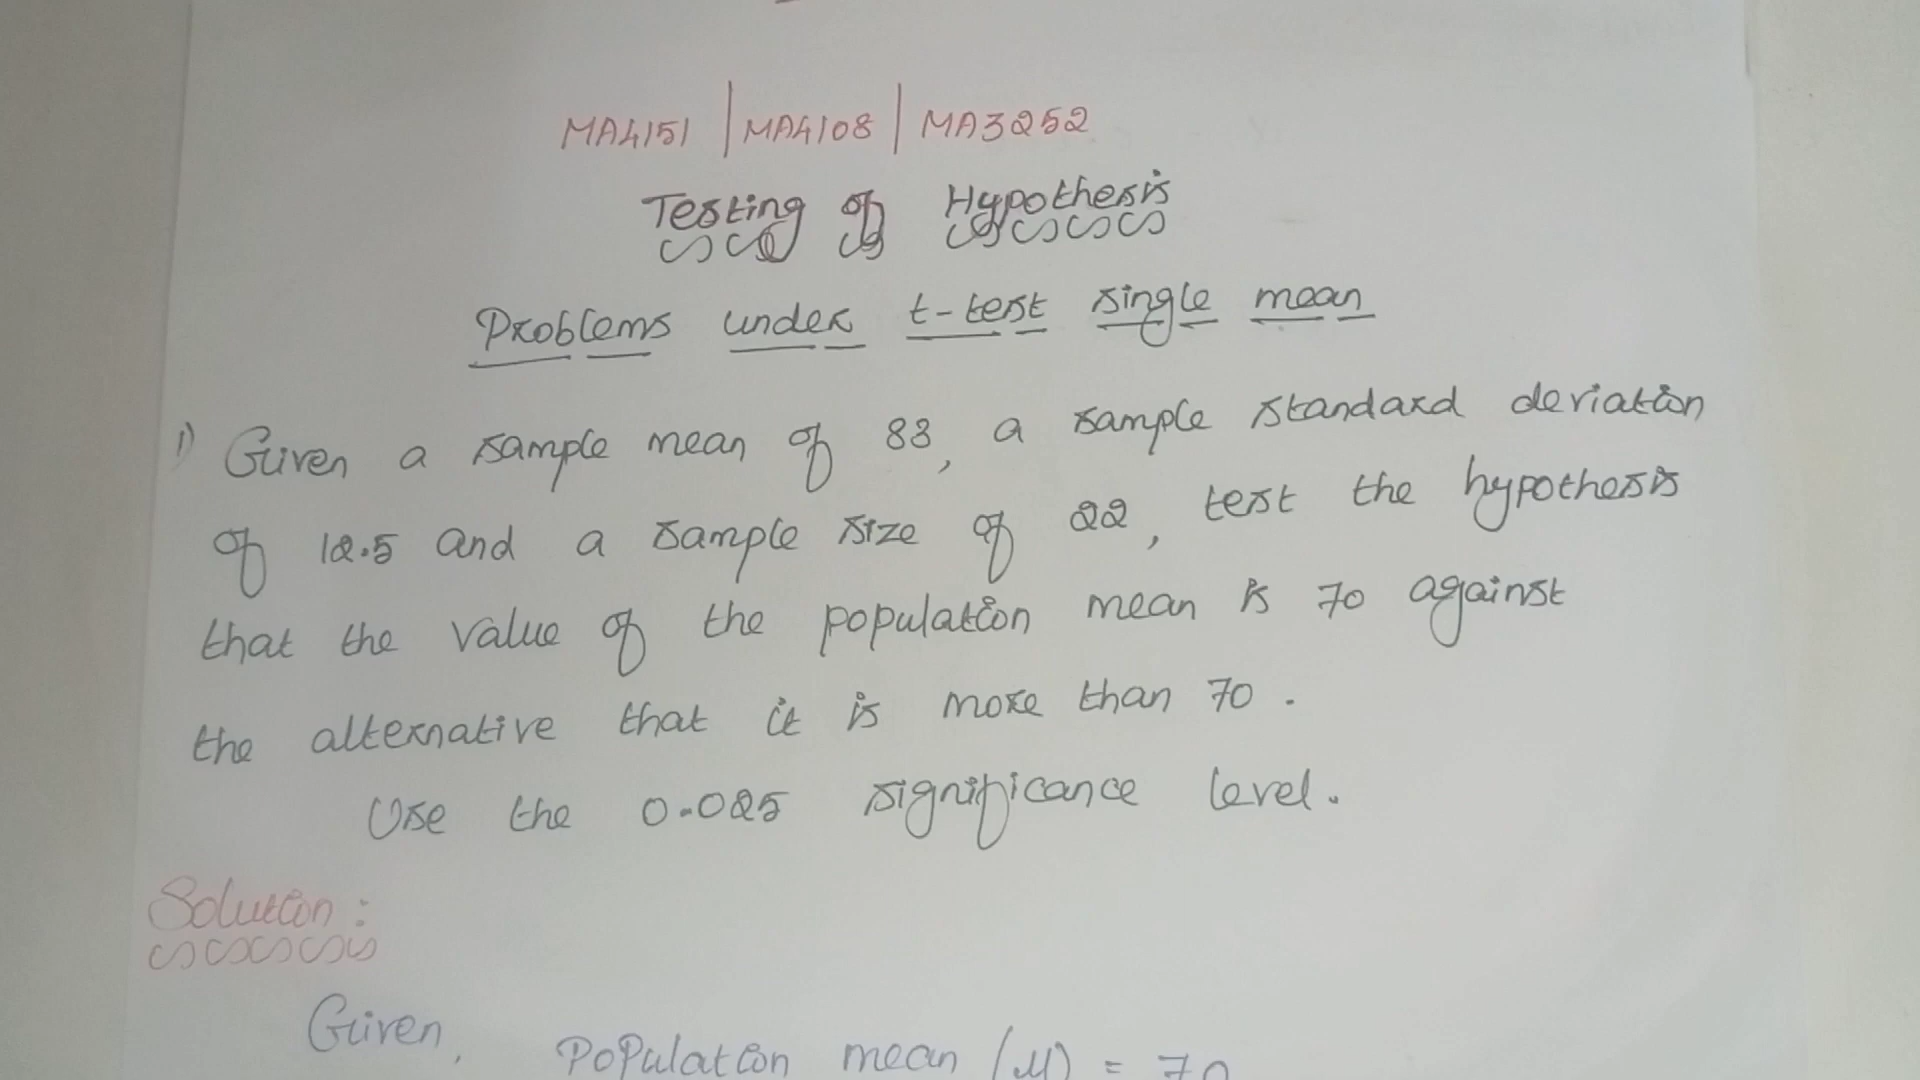 MA4151 | MA4108 | MA3252
Testing of Hypothesis
Problems under t-test single mean
1) Given a sample mean of 83, a sample standard deviation
of 12.5 and a sample size of 22, test the hypothesis
that the value of the population mean is 70 against
the alternative that it is more than 70.
Use the 0.025 significance level.
Solution:
Given, Population mean (μ) = 70